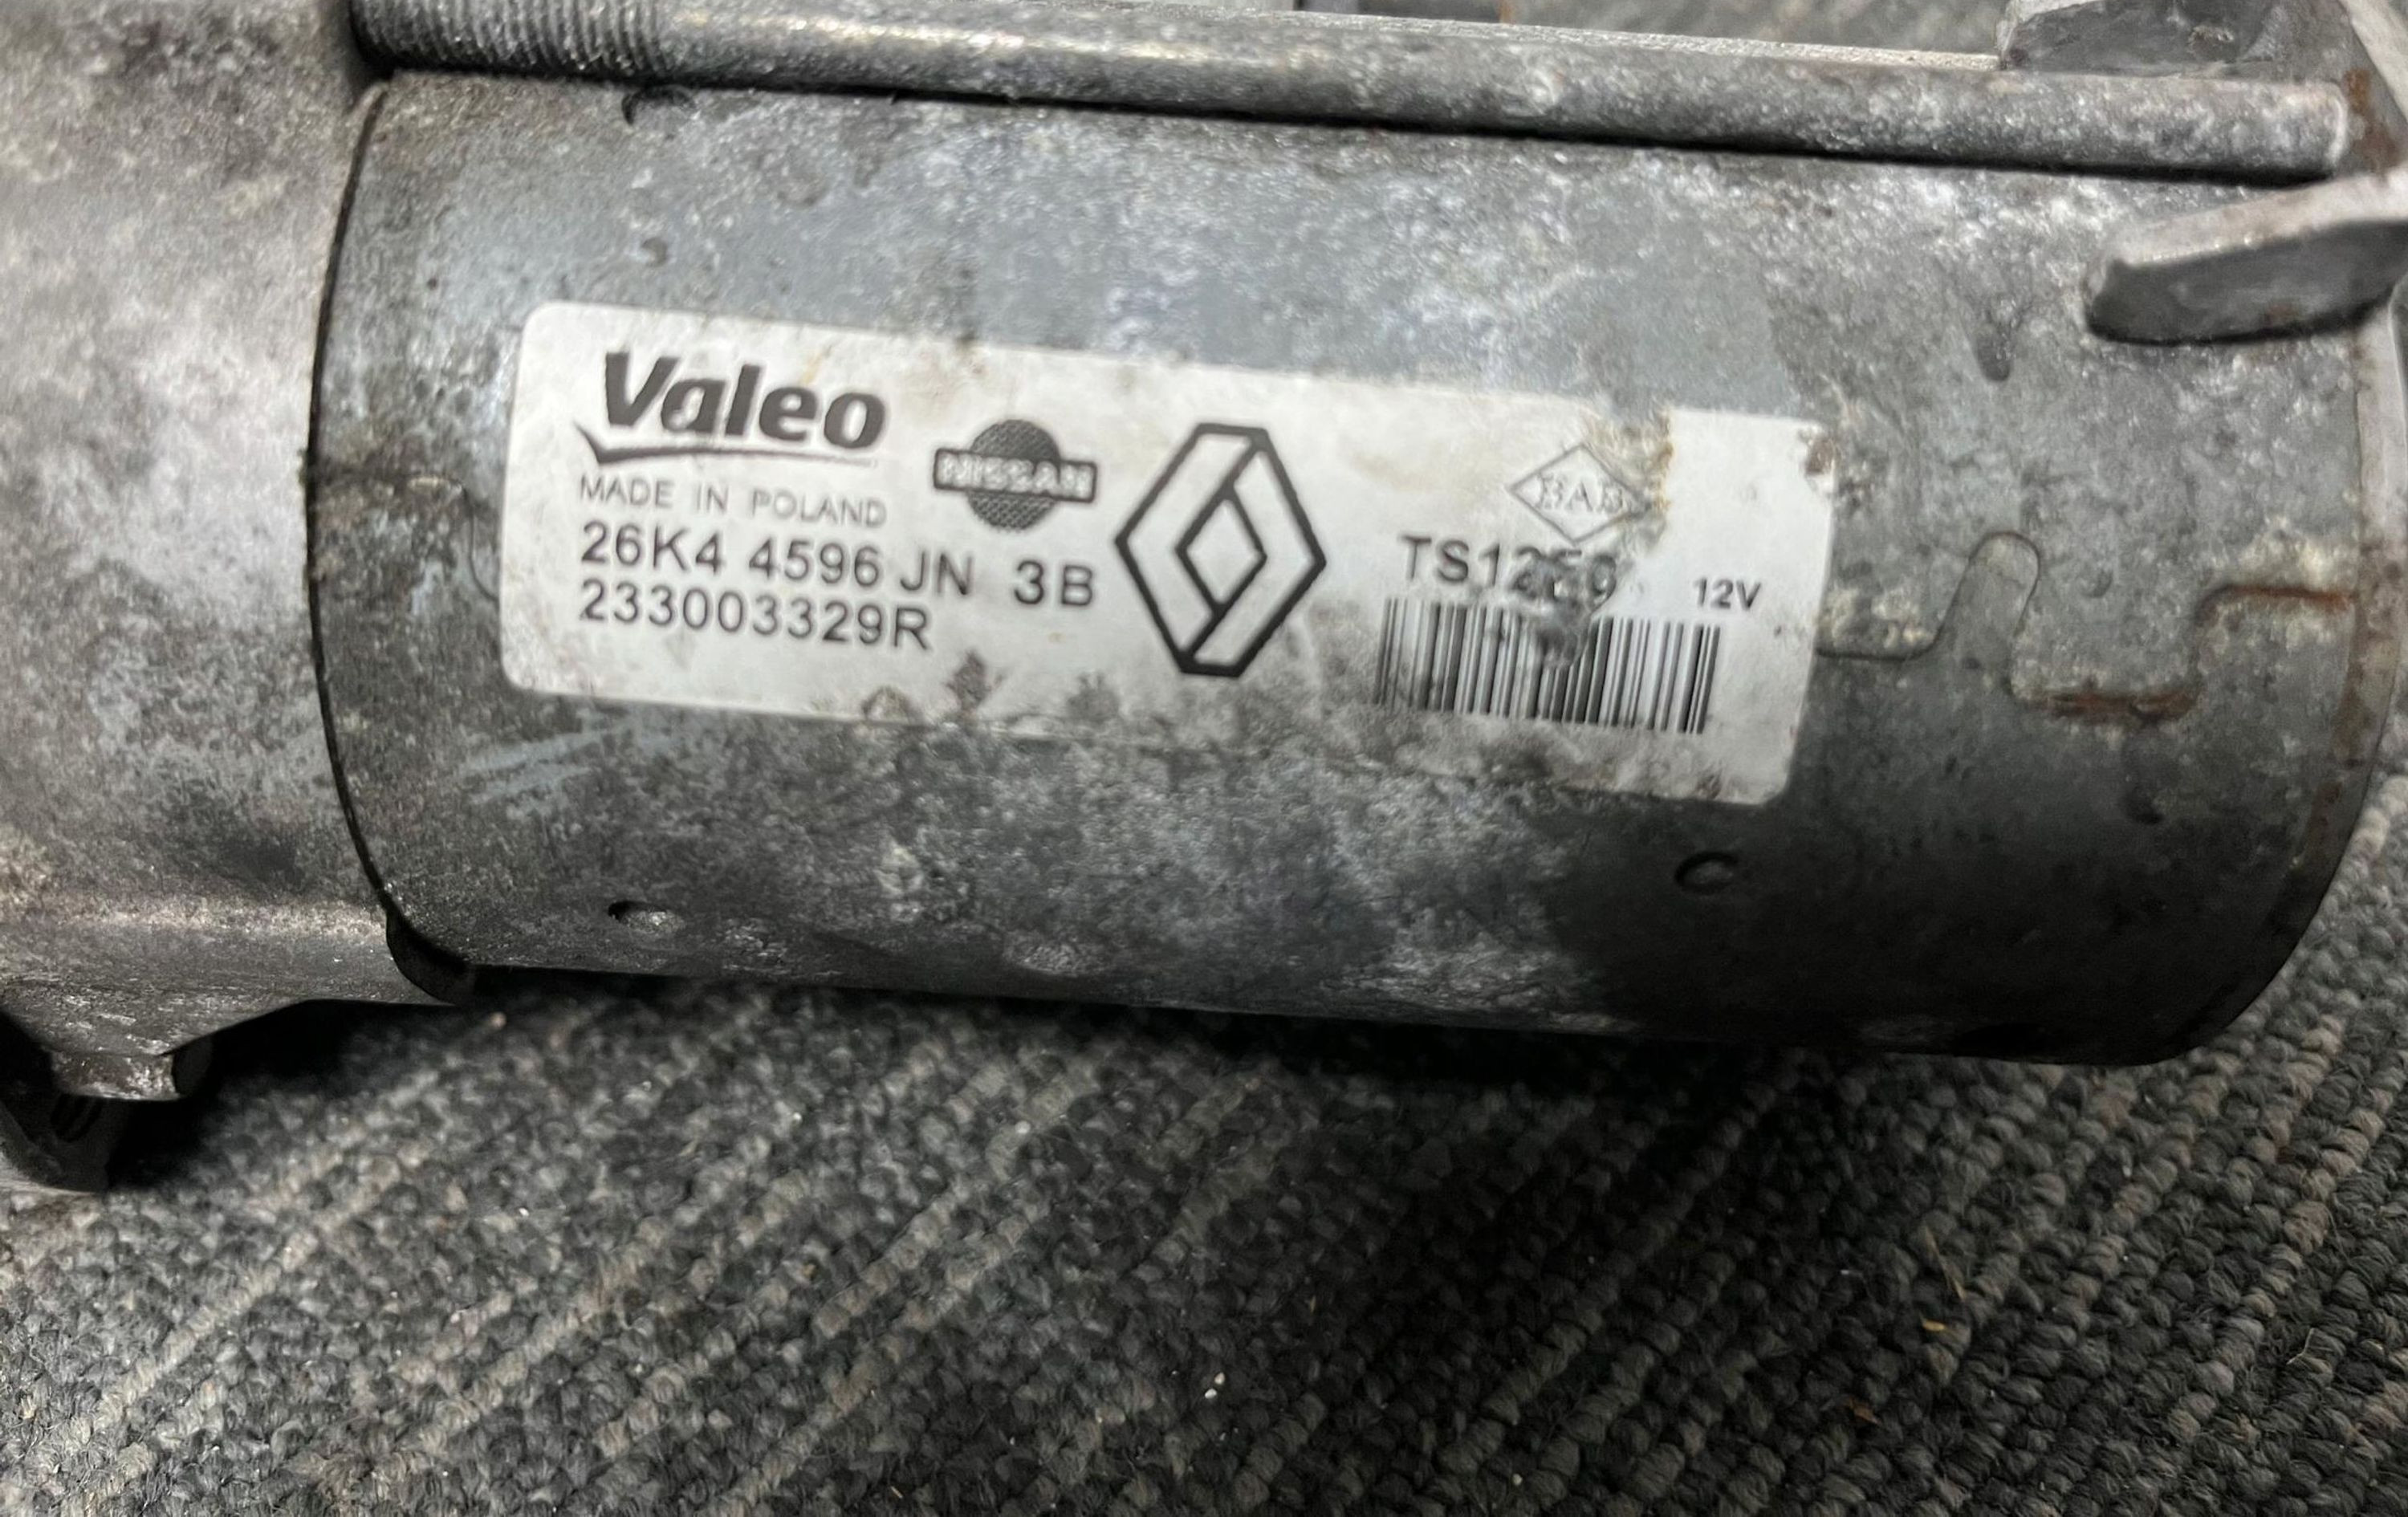 Valeo
MADE IN POLAND
26K4 4596 JN 3B
233003329R
NISSAN
12V